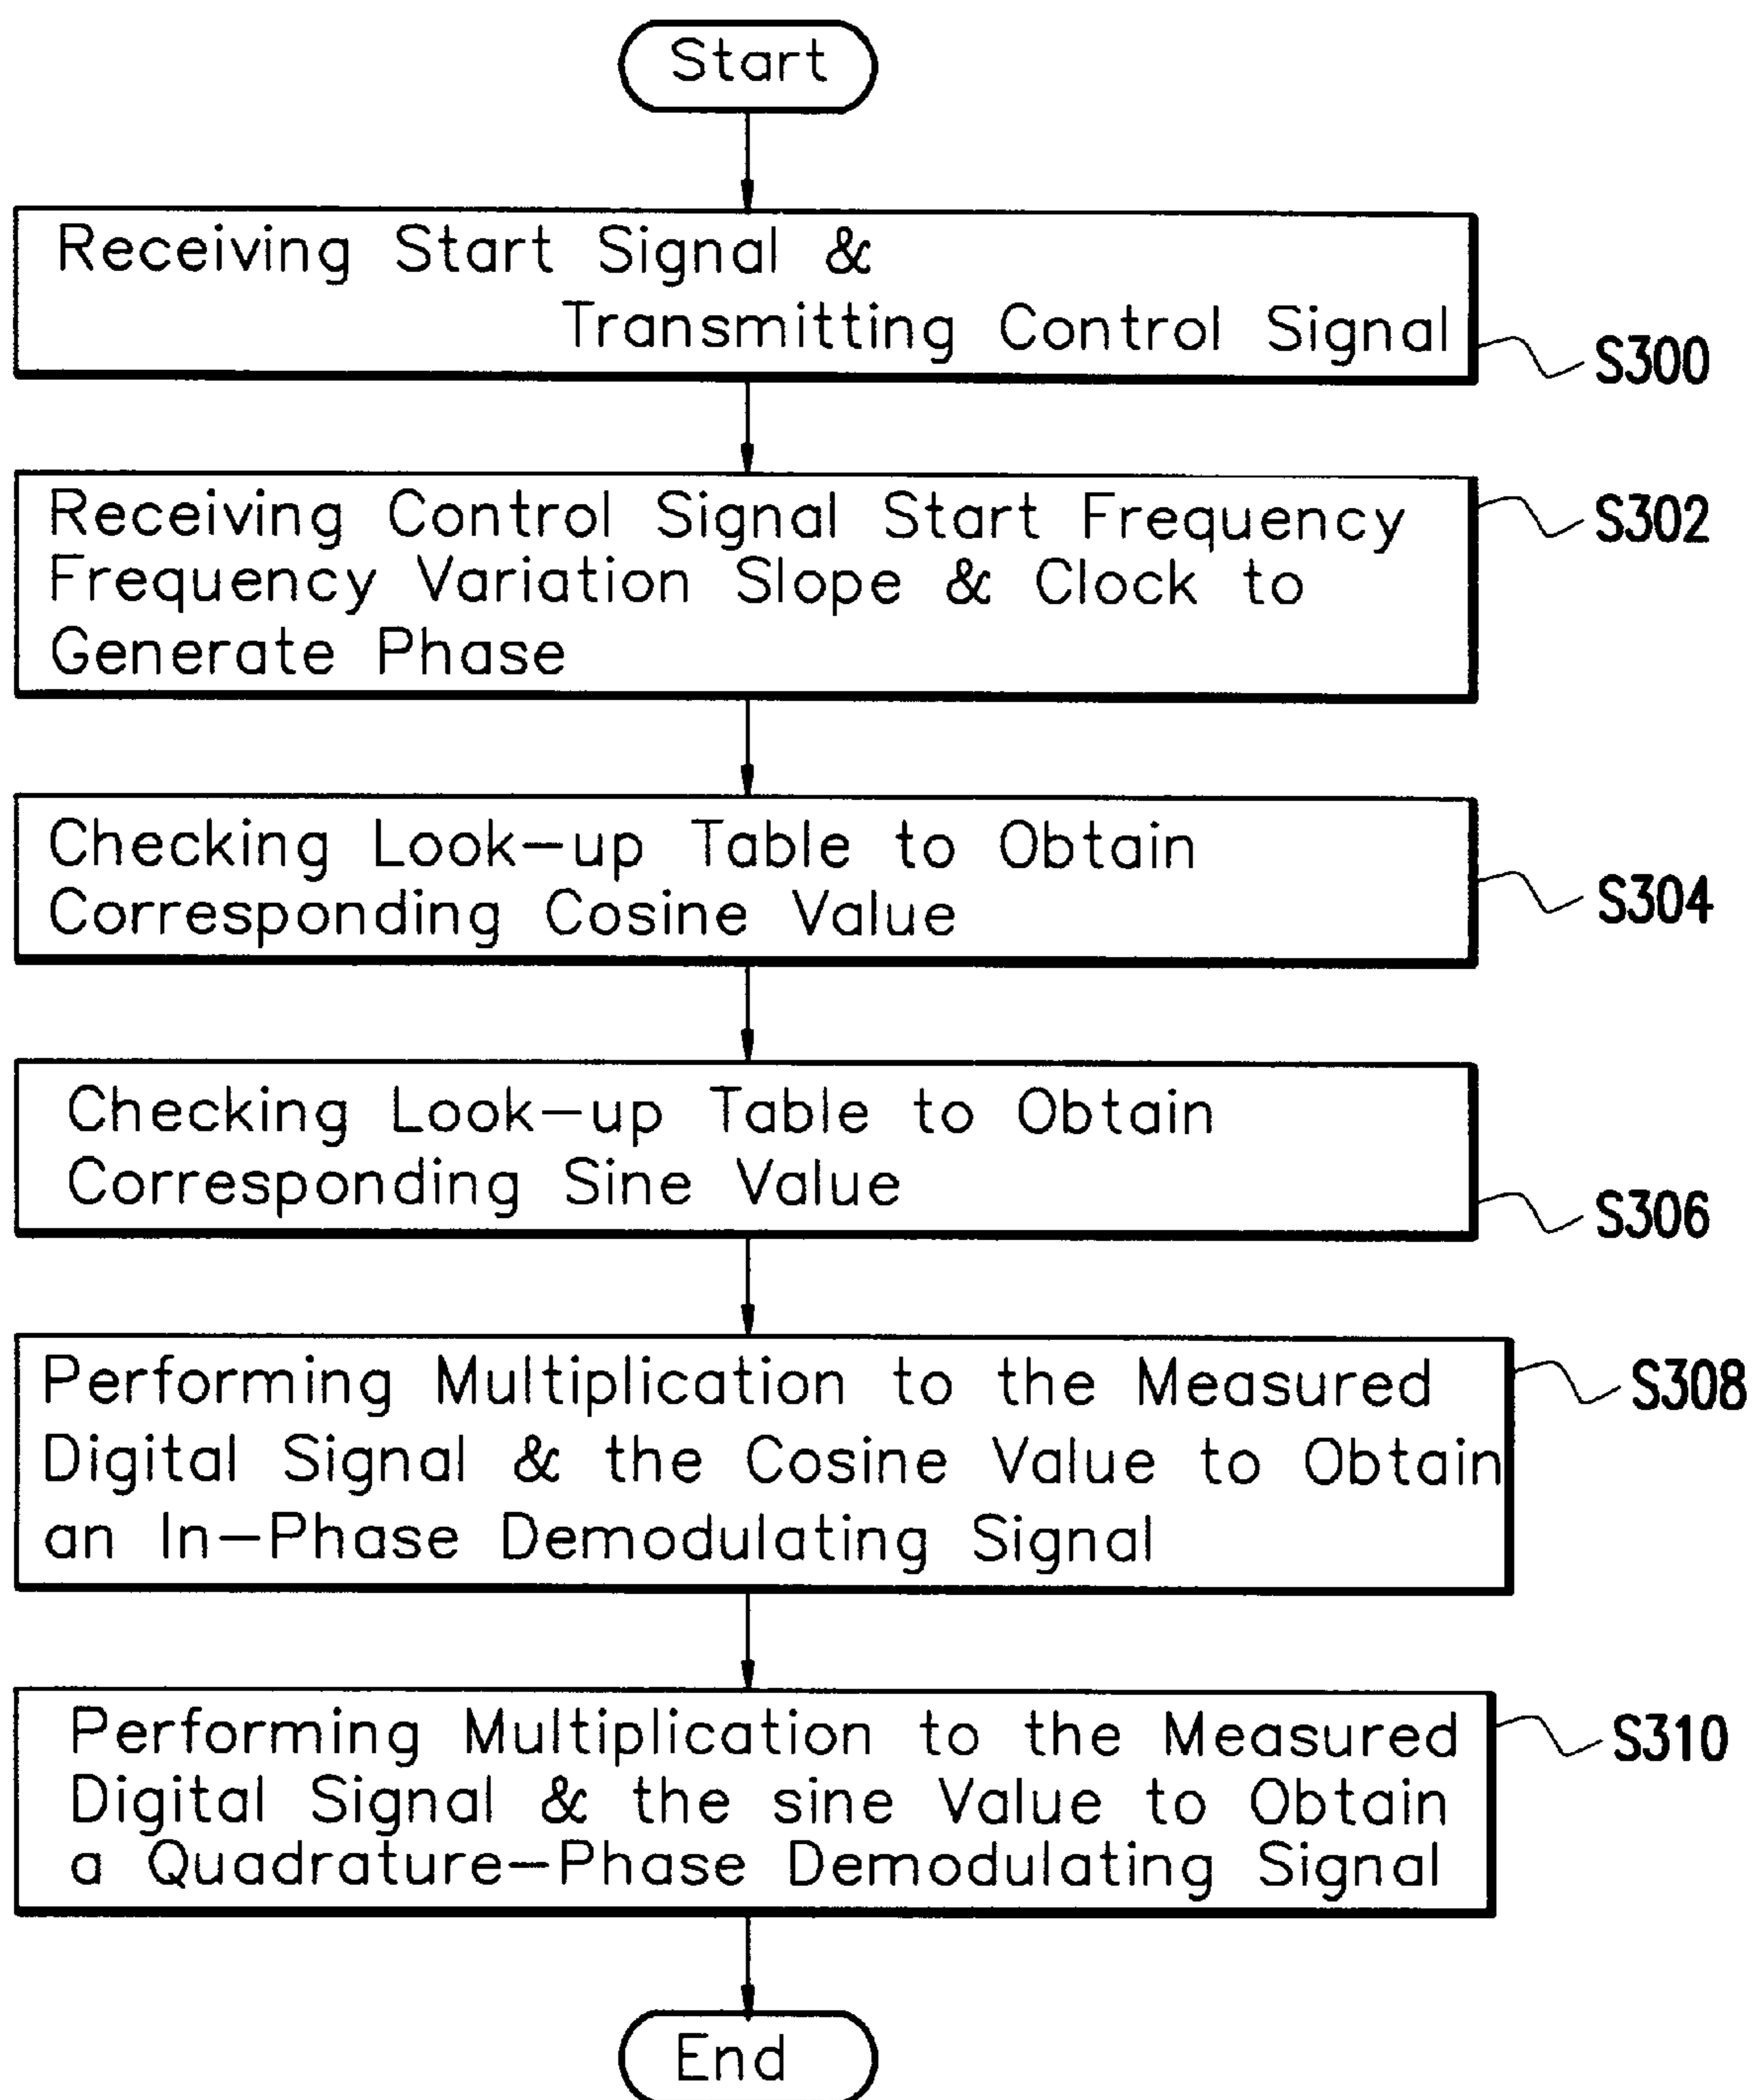 Start
Receiving Start Signal &
Transmitting Control Signal
S300
Receiving Control Signal Start Frequency
Frequency Variation Slope & Clock to
Generate Phase
S302
Checking Look-up Table to Obtain
Corresponding Cosine Value
S304
Checking Look-up Table to Obtain
Corresponding Sine Value
S306
Performing Multiplication to the Measured
Digital Signal & the Cosine Value to Obtain
an In-Phase Demodulating Signal
S308
Performing Multiplication to the Measured
Digital Signal & the sine Value to Obtain
a Quadrature-Phase Demodulating Signal
S310
End